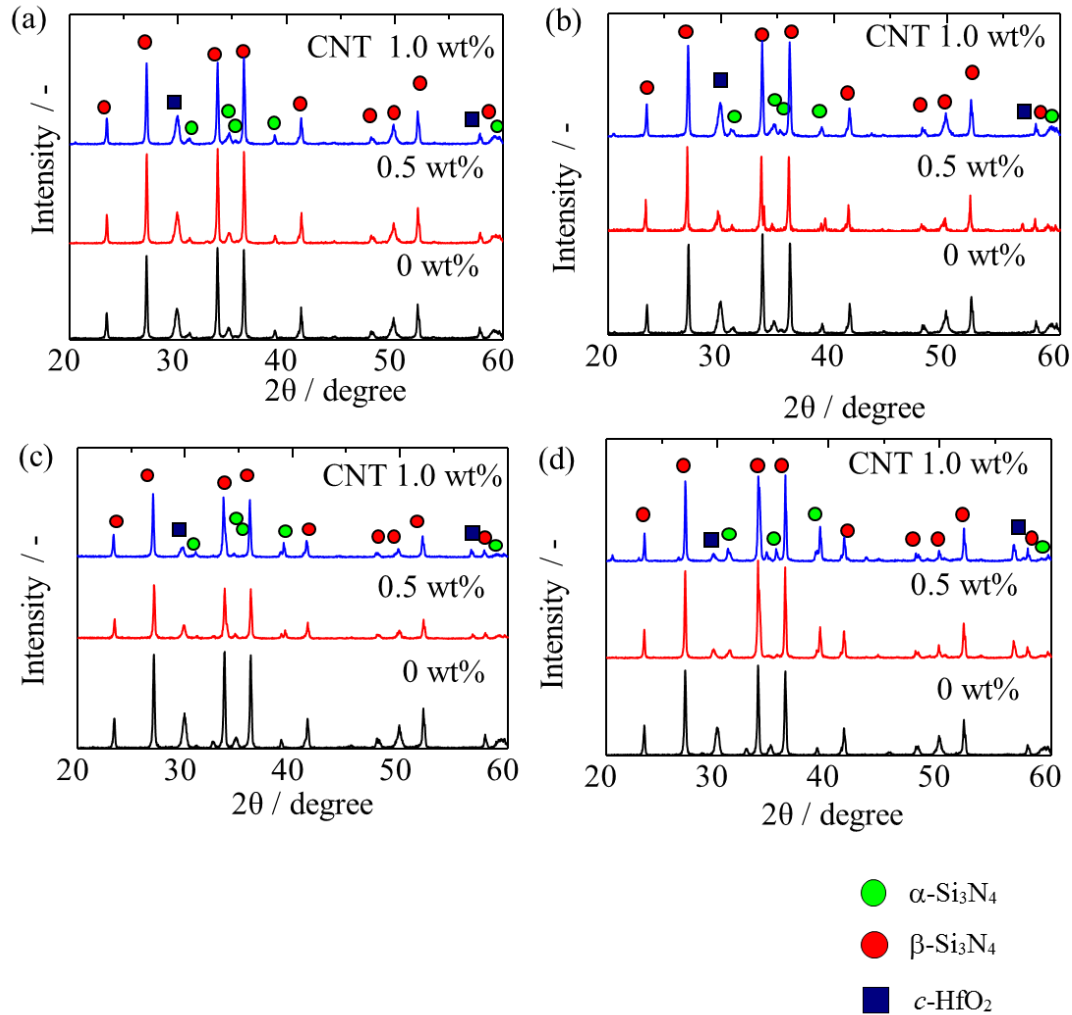 (a)
CNT 1.0 wt%
0.5 wt%
0 wt%
Intensity / -
20 30 40 50 60
2θ / degree
(b)
CNT 1.0 wt%
0.5 wt%
0 wt%
Intensity / -
20 30 40 50 60
2θ / degree
(c)
CNT 1.0 wt%
0.5 wt%
0 wt%
Intensity / -
20 30 40 50 60
2θ / degree
(d)
CNT 1.0 wt%
0.5 wt%
0 wt%
Intensity / -
20 30 40 50 60
2θ / degree
α-Si₃N₄
β-Si₃N₄
c-HfO₂